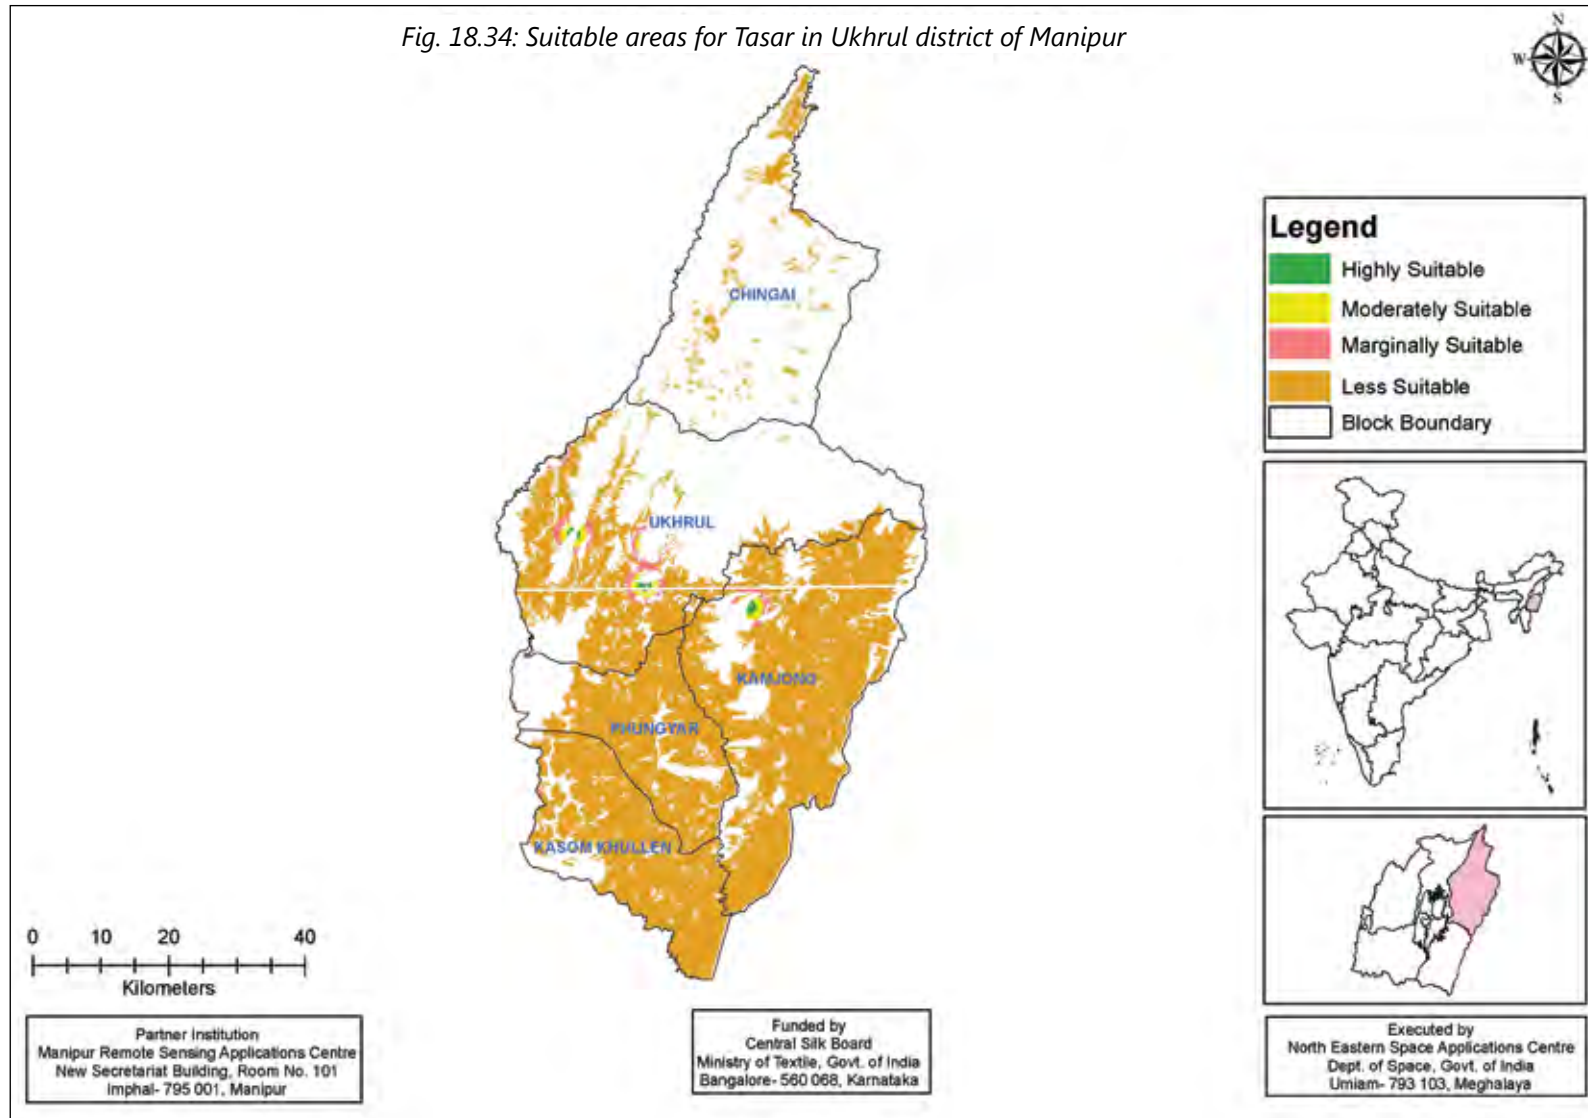 Fig. 18.34: Suitable areas for Tasar in Ukhrul district of Manipur
N
W
S
Legend
Highly Suitable
Moderately Suitable
Marginally Suitable
Less Suitable
Block Boundary
CHINGAI
UKHRUL
KAMJONG
PHUNGYAR
KASOM KHULLEN
0 10 20 40
Kilometers
Partner Institution
Manipur Remote Sensing Applications Centre
New Secretariat Building, Room No. 101
Imphal- 795 001, Manipur
Funded by
Central Silk Board
Ministry of Textile, Govt. of India
Bangalore- 560 068, Karnataka
Executed by
North Eastern Space Applications Centre
Dept. of Space, Govt. of India
Umiam- 793 103, Meghalaya